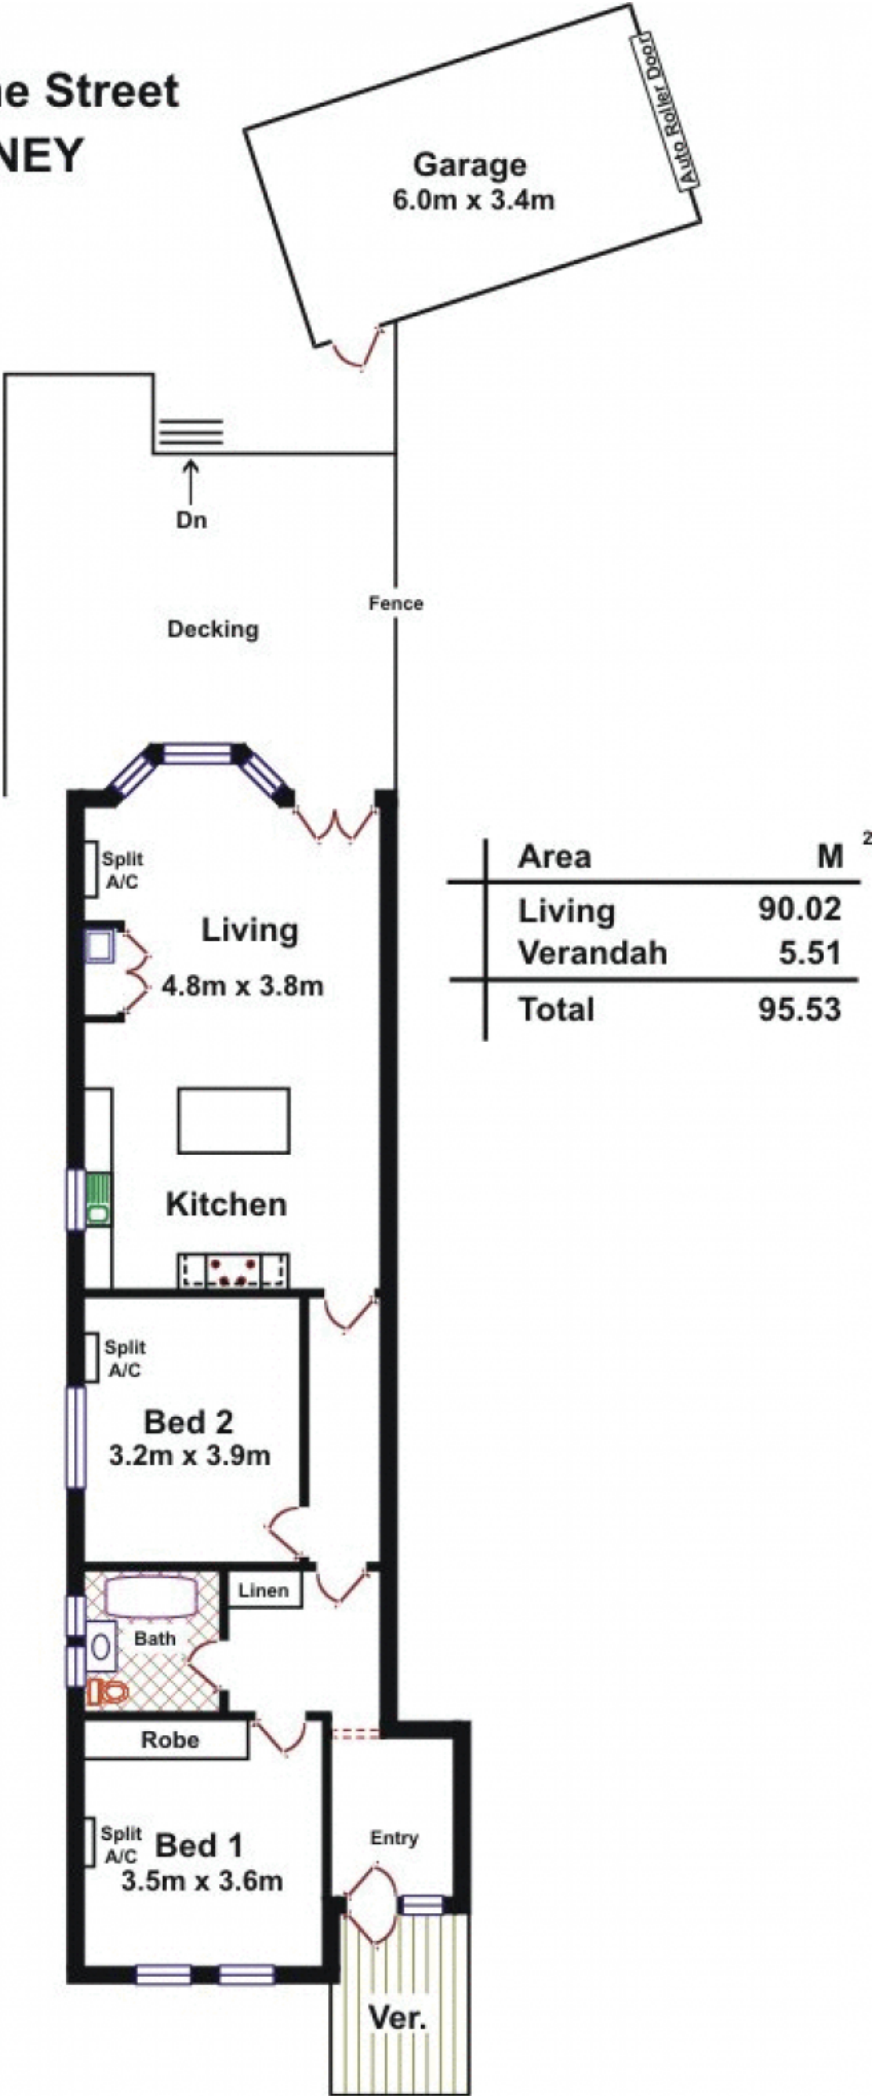 Street
Garage
6.0m x 3.4m
Auto Roller Door
Dn
Decking
Fence
Split
A/C
Living
4.8m x 3.8m
Area M 2
Living 90.02
Verandah 5.51
Total 95.53
Kitchen
Split
A/C
Bed 2
3.2m x 3.9m
Linen
Bath
Robe
Split
A/C
Bed 1
3.5m x 3.6m
Entry
Ver.